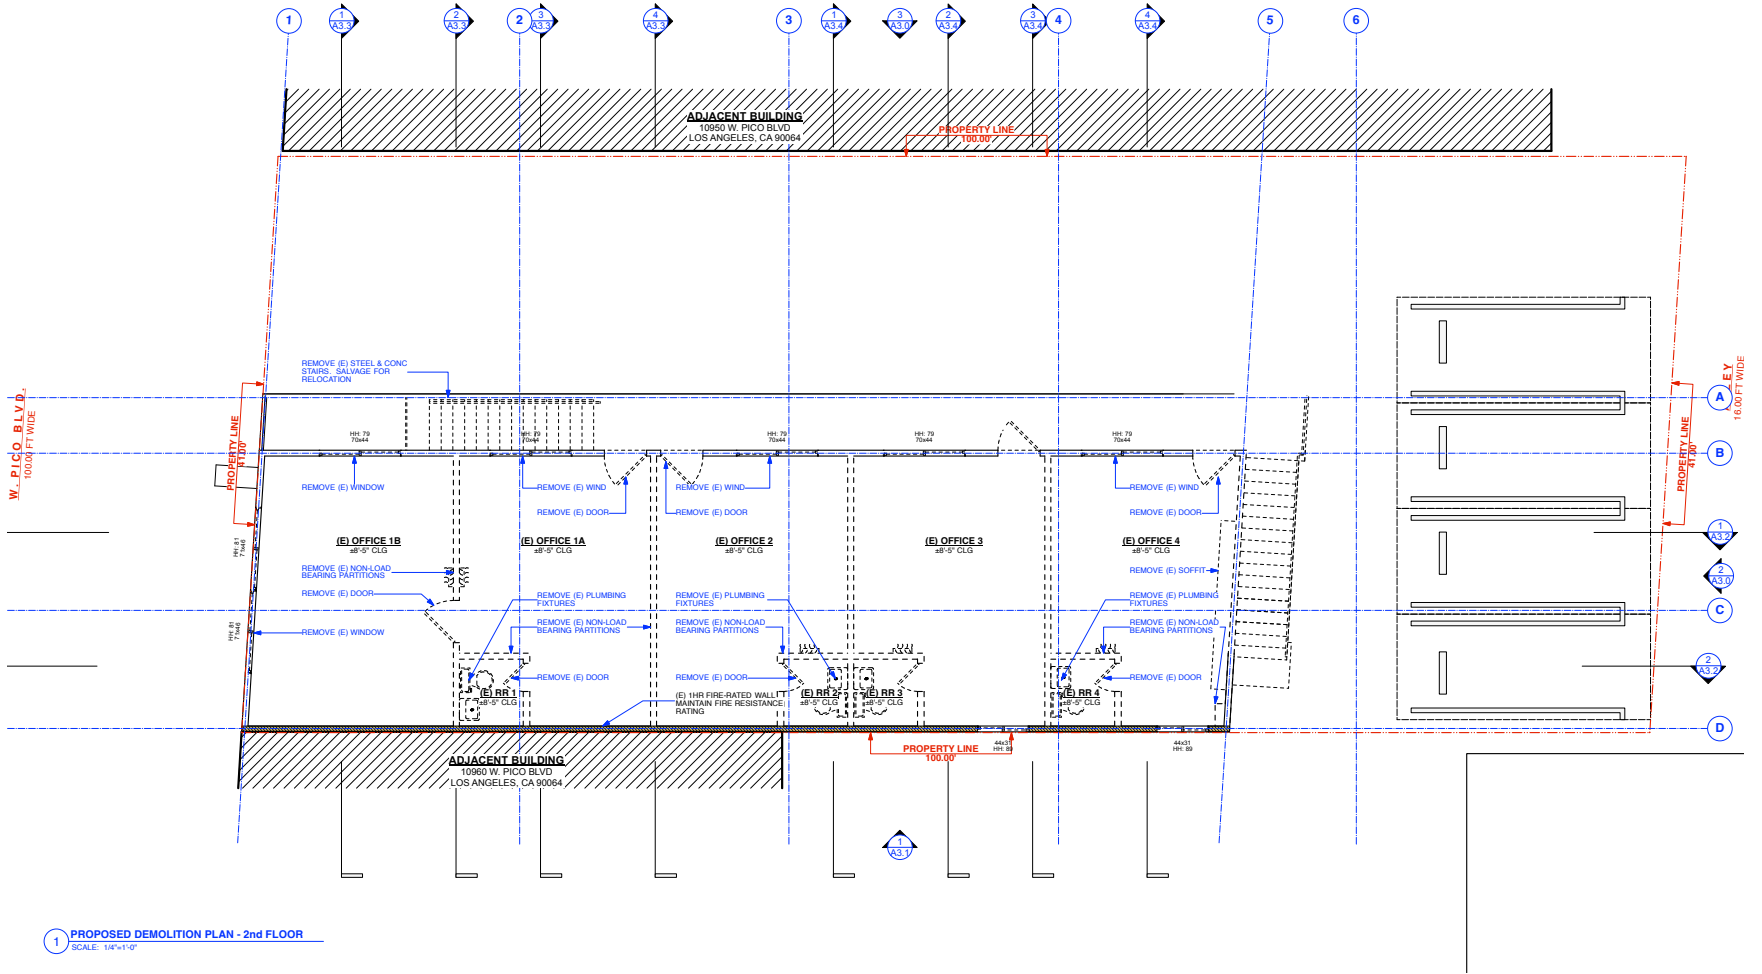 1
1
A3.3
2
A3.3
2
3
A3.3
4
A3.3
3
1
A3.4
3
A3.0
2
A3.4
3
A3.4
4
4
A3.4
5
6
ADJACENT BUILDING
10950 W. PICO BLVD
LOS ANGELES, CA 90064
PROPERTY LINE
100.00'
REMOVE (E) STEEL & CONC
STAIRS. SALVAGE FOR
RELOCATION
W. PICO BLVD.
100.00 FT WIDE
PROPERTY LINE
41.00'
EY
16.00 FT WIDE
PROPERTY LINE
41.00'
A
B
HH: 79
70x44
HH: 79
70x44
HH: 79
70x44
HH: 79
70x44
HH: 79
70x44
REMOVE (E) WINDOW
REMOVE (E) WIND
REMOVE (E) WIND
REMOVE (E) WIND
REMOVE (E) DOOR
REMOVE (E) DOOR
REMOVE (E) DOOR
(E) OFFICE 1B
±8'-5" CLG
(E) OFFICE 1A
±8'-5" CLG
(E) OFFICE 2
±8'-5" CLG
(E) OFFICE 3
±8'-5" CLG
(E) OFFICE 4
±8'-5" CLG
1
A3.2
2
A3.0
HH: 81
71x46
REMOVE (E) NON-LOAD
BEARING PARTITIONS
REMOVE (E) SOFFIT
REMOVE (E) DOOR
REMOVE (E) PLUMBING
FIXTURES
REMOVE (E) PLUMBING
FIXTURES
REMOVE (E) PLUMBING
FIXTURES
C
HH: 81
71x46
REMOVE (E) WINDOW
REMOVE (E) NON-LOAD
BEARING PARTITIONS
REMOVE (E) NON-LOAD
BEARING PARTITIONS
REMOVE (E) NON-LOAD
BEARING PARTITIONS
2
A3.2
REMOVE (E) DOOR
REMOVE (E) DOOR
REMOVE (E) DOOR
(E) RR 1
±8'-5" CLG
(E) 1HR FIRE-RATED WALL
MAINTAIN FIRE RESISTANCE
RATING
(E) RR 2
±8'-5" CLG
(E) RR 3
±8'-5" CLG
(E) RR 4
±8'-5" CLG
D
PROPERTY LINE
100.00'
44x31
HH: 89
44x31
HH: 89
ADJACENT BUILDING
10960 W. PICO BLVD
LOS ANGELES, CA 90064
1
A3.1
1
PROPOSED DEMOLITION PLAN - 2nd FLOOR
SCALE: 1/4"=1'-0"